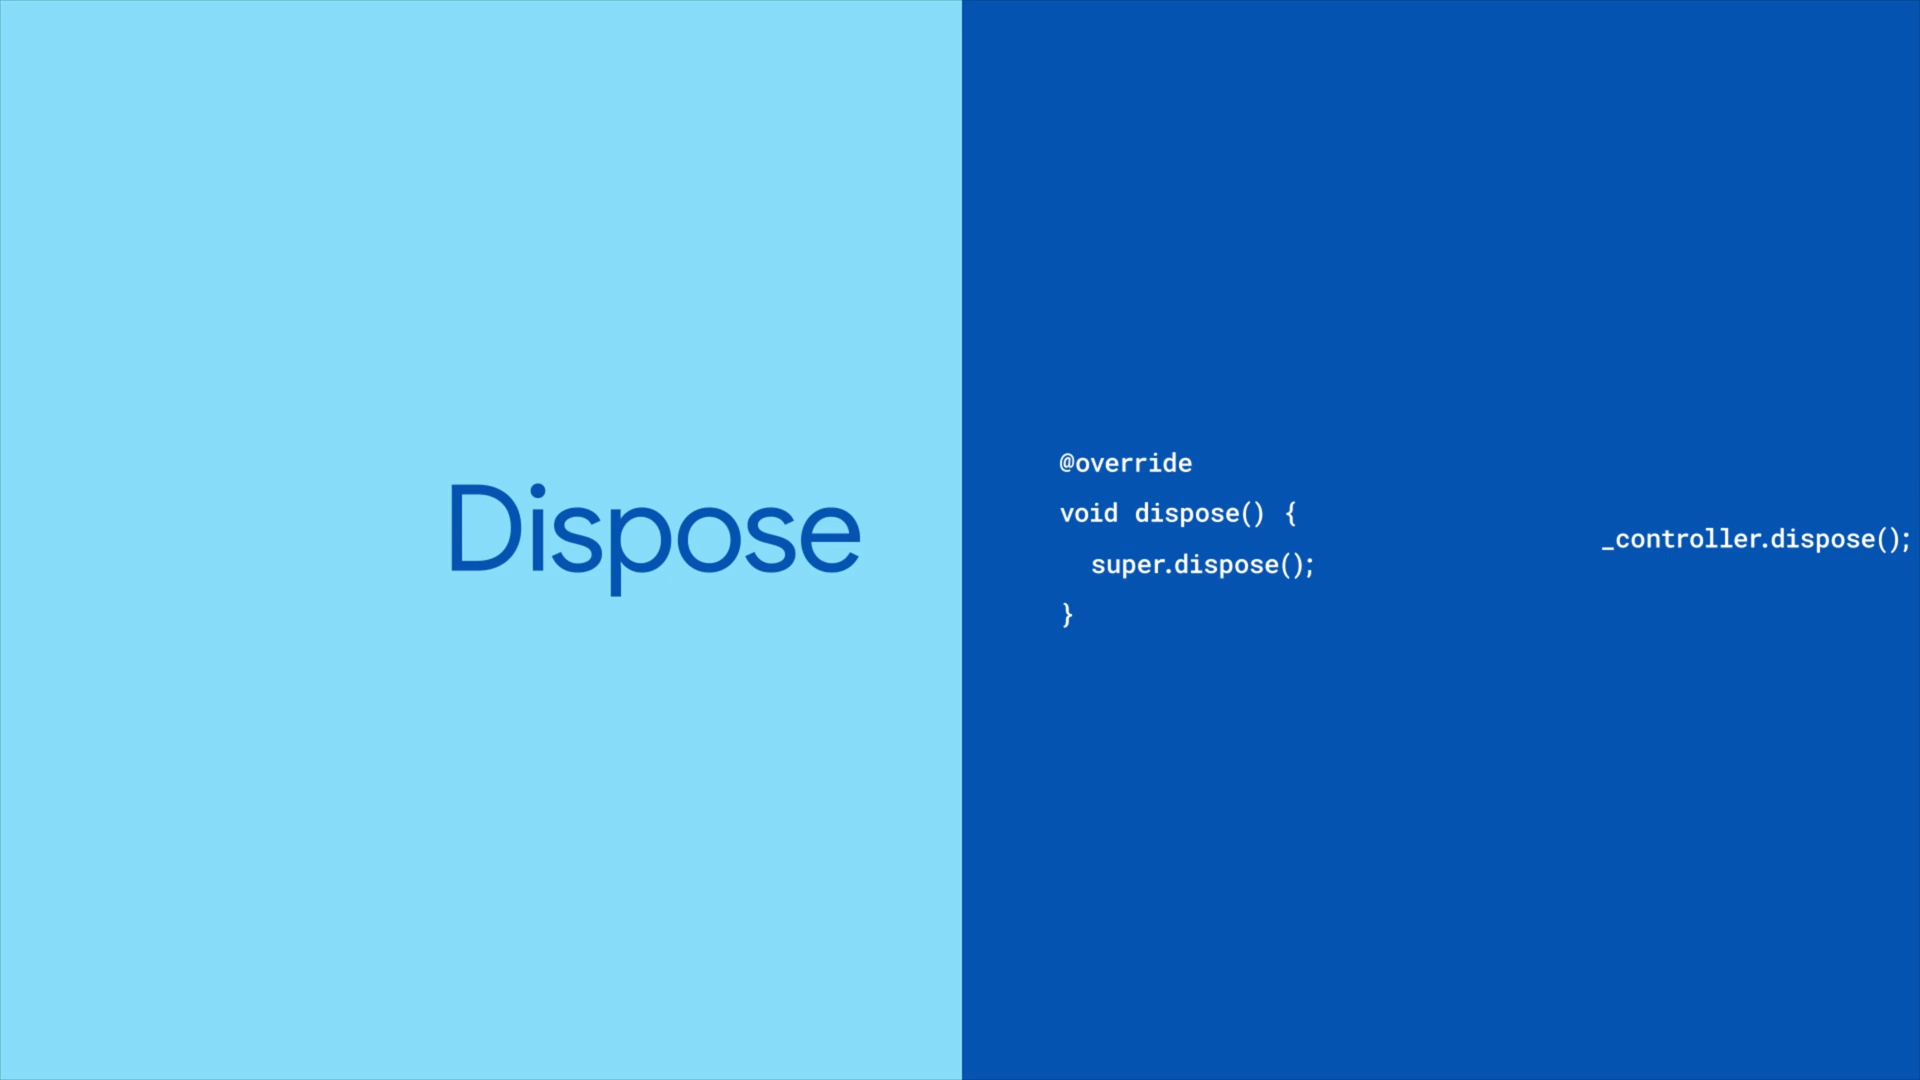 Dispose
@override
void dispose() {
super.dispose();
}
_controller.dispose();